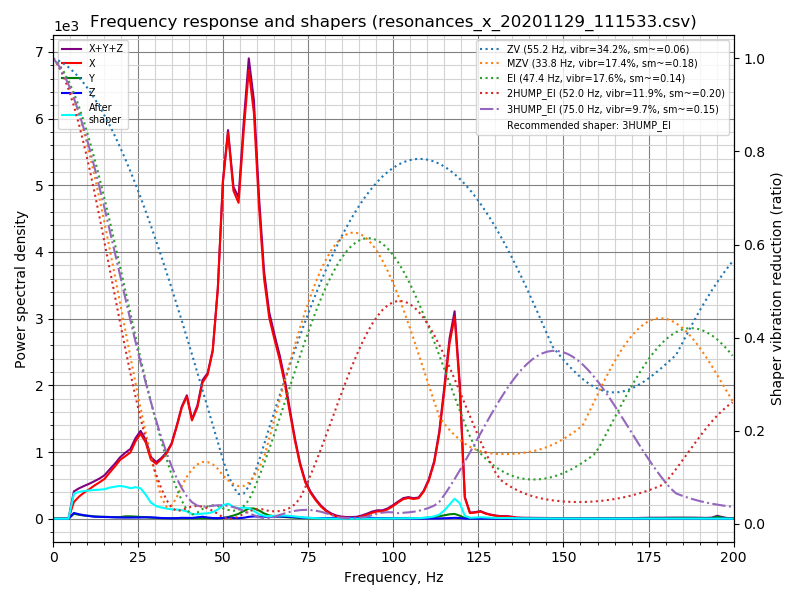 Frequency response and shapers (resonances_x_20201129_111533.csv)
1e3
X+Y+Z
X
Y
Z
After
shaper
ZV (55.2 Hz, vibr=34.2%, sm~=0.06)
MZV (33.8 Hz, vibr=17.4%, sm~=0.18)
EI (47.4 Hz, vibr=17.6%, sm~=0.14)
2HUMP_EI (52.0 Hz, vibr=11.9%, sm~=0.20)
3HUMP_EI (75.0 Hz, vibr=9.7%, sm~=0.15)
Recommended shaper: 3HUMP_EI
7
6
5
4
3
2
1
0
Power spectral density
1.0
0.8
0.6
0.4
0.2
0.0
Shaper vibration reduction (ratio)
0 25 50 75 100 125 150 175 200
Frequency, Hz